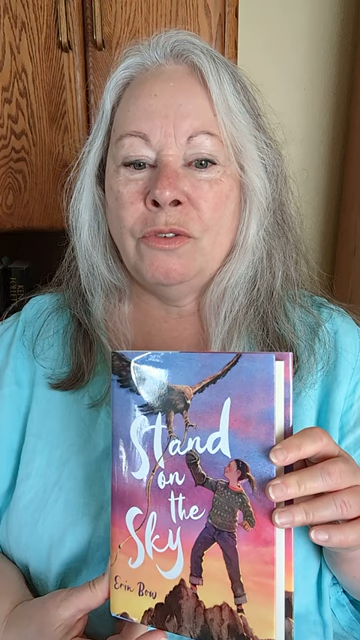 Stand
on
the
Sky
Erin Bow